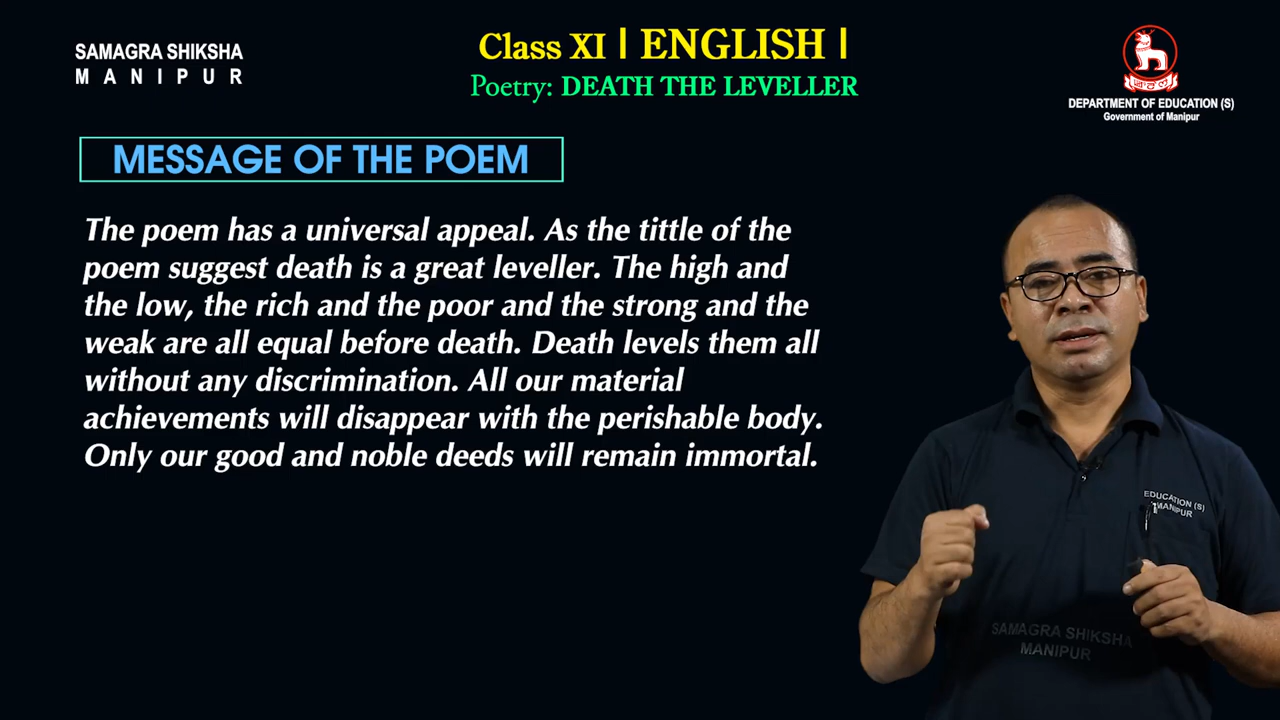 SAMAGRA SHIKSHA
MANIPUR
Class XI | ENGLISH |
Poetry: DEATH THE LEVELLER
DEPARTMENT OF EDUCATION (S)
Government of Manipur
MESSAGE OF THE POEM
The poem has a universal appeal. As the tittle of the
poem suggest death is a great leveller. The high and
the low, the rich and the poor and the strong and the
weak are all equal before death. Death levels them all
without any discrimination. All our material
achievements will disappear with the perishable body.
Only our good and noble deeds will remain immortal.
EDUCATION (S)
MANIPUR
SAMAGRA SHIKSHA
MANIPUR